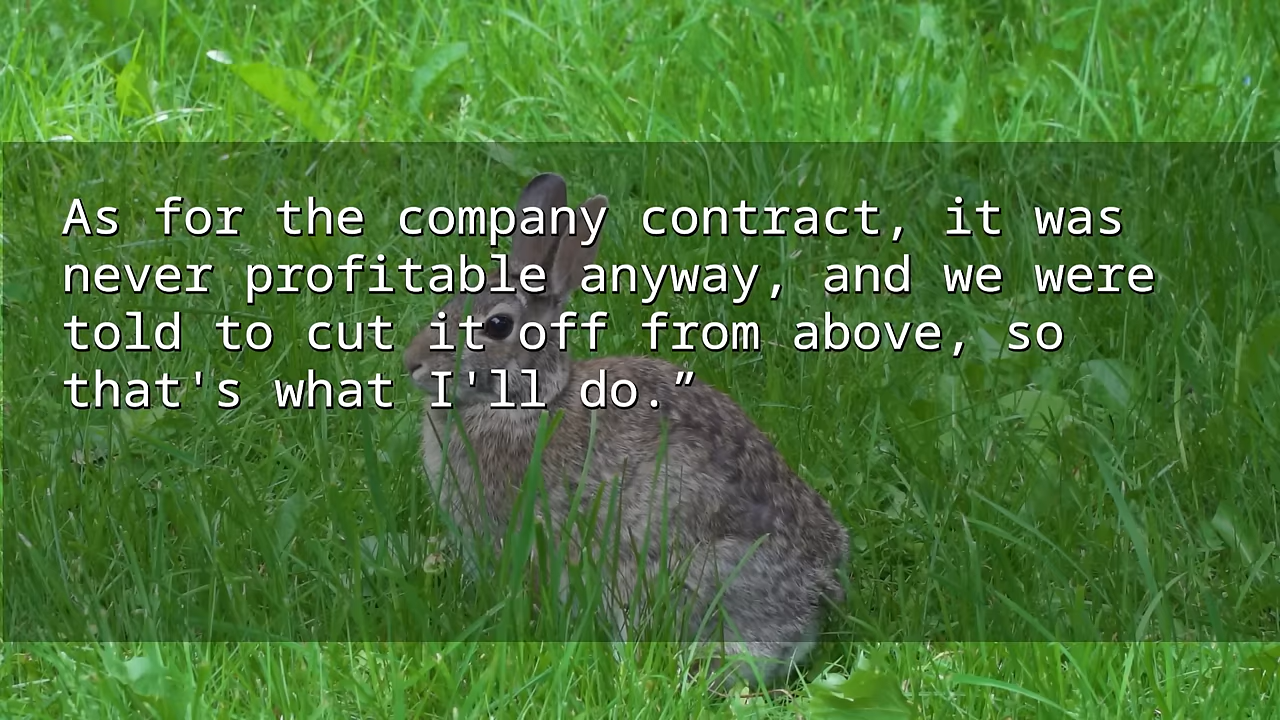 As for the company contract, it was
never profitable anyway, and we were
told to cut it off from above, so
that's what I'll do.”